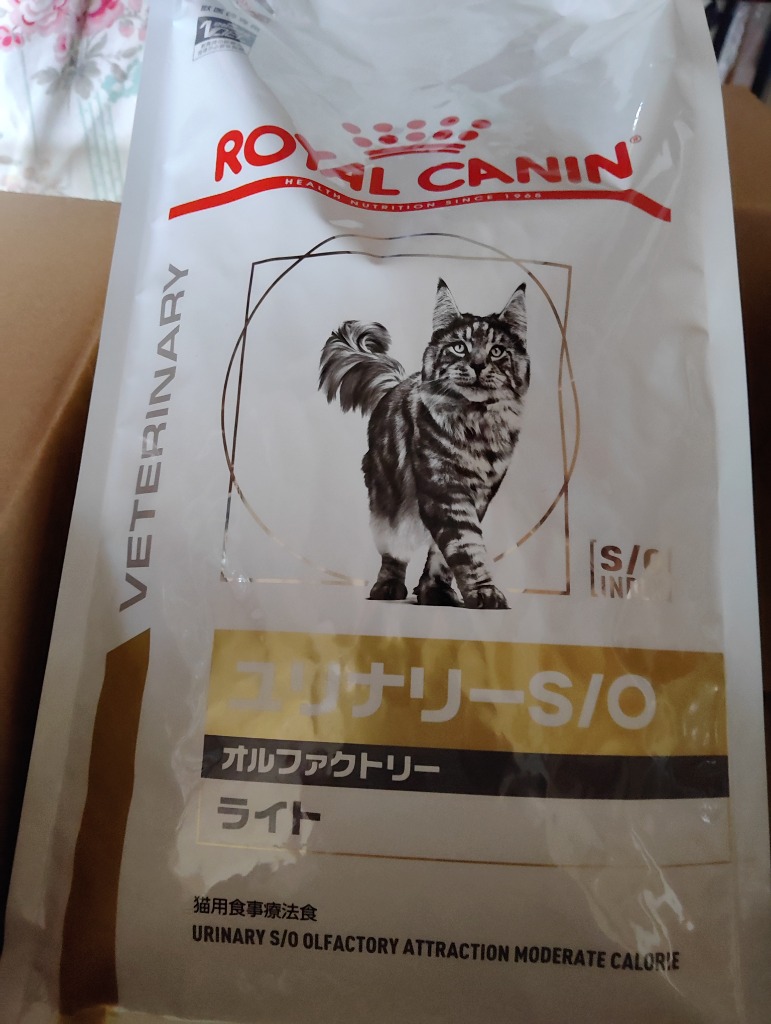 ROYAL CANIN
HEALTH NUTRITION SINCE 1968
VETERINARY
S/O
ユリナリーS/O
オルファクトリー
ライト
猫用食事療法食
URINARY S/O OLFACTORY ATTRACTION MODERATE CALORIE